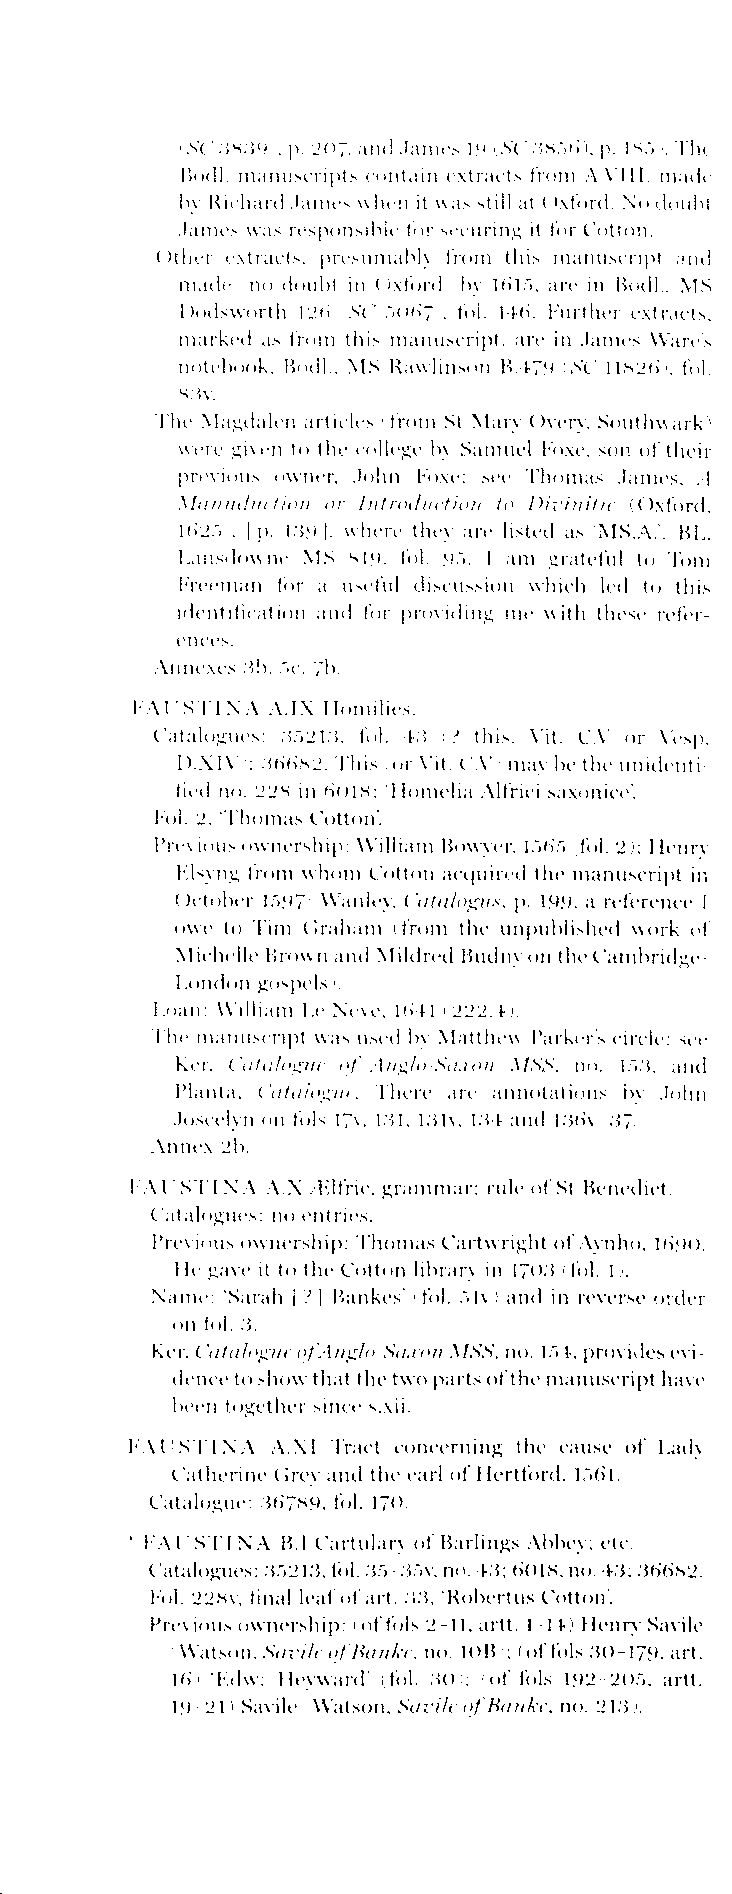 (SC 3839), p. 207, and James 19 (SC 3856), p. 185). The
Bodl. manuscripts contain extracts from A.VIII, made
by Richard James when it was still at Oxford. No doubt
James was responsible for securing it for Cotton.
Other extracts, presumably from this manuscript and
made (no doubt in Oxford) by 1615, are in Bodl., MS
Dodsworth 126 (SC 5067), fol. 146. Further extracts,
marked as from this manuscript, are in James Ware's
notebook, Bodl., MS Rawlinson B.479 (SC 11826), fol.
83v.
The Magdalen articles (from St Mary Overy, Southwark)
were given to the college by Samuel Foxe, son of their
previous owner, John Foxe: see Thomas James, A
Manuduction or Introduction to Divinitie (Oxford,
1625), [p. 139], where they are listed as 'MS.A.'; BL,
Lansdowne MS 819, fol. 95. I am grateful to Tom
Freeman for a useful discussion which led to this
identification and for providing me with these refer-
ences.
Annexes 3b, 5c, 7b.
FAUSTINA A.IX Homilies.
Catalogues: 35213, fol. 43 (? this, Vit. C.V or Vesp.
D.XIV); 36682. This (or Vit. C.V) may be the unidenti-
fied no. 228 in 6018: 'Homelia Alfrici saxonice'.
Fol. 2, 'Thomas Cotton'.
Previous ownership: William Bowyer, 1565 (fol. 2); Henry
Elsyng from whom Cotton acquired the manuscript in
October 1597: Wanley, Catalogus, p. 199, a reference I
owe to Tim Graham (from the unpublished work of
Michelle Brown and Mildred Budny on the Cambridge-
London gospels).
Loan: William Le Neve, 1641 (222.4).
The manuscript was used by Matthew Parker's circle: see
Ker, Catalogue of Anglo-Saxon MSS, no. 153, and
Planta, Catalogue. There are annotations by John
Joscelyn on fols 17v, 131, 131v, 134 and 136v-37.
Annex 2b.
FAUSTINA A.X Ælfric, grammar; rule of St Benedict.
Catalogues: no entries.
Previous ownership: Thomas Cartwright of Aynho, 1690.
He gave it to the Cotton library in 1703 (fol. 1).
Name: 'Sarah [?] Bankes' (fol. 51v) and in reverse order
on fol. 3.
Ker, Catalogue of Anglo-Saxon MSS, no. 154, provides evi-
dence to show that the two parts of the manuscript have
been together since s.xii.
FAUSTINA A.XI Tract concerning the cause of Lady
Catherine Grey and the earl of Hertford, 1561.
Catalogue: 36789, fol. 170.
* FAUSTINA B.I Cartulary of Barlings Abbey; etc.
Catalogues: 35213, fol. 35-35v, no. 43; 6018, no. 43; 36682.
Fol. 228v, final leaf of art. 33, 'Robertus Cotton'.
Previous ownership: (of fols 2-11, artt. 1-14) Henry Savile
(Watson, Savile of Banke, no. 10B); (of fols 30-179, art.
16) 'Edw: Heyward' (fol. 30); (of fols 192-205, artt.
19-21) Savile (Watson, Savile of Banke, no. 213).